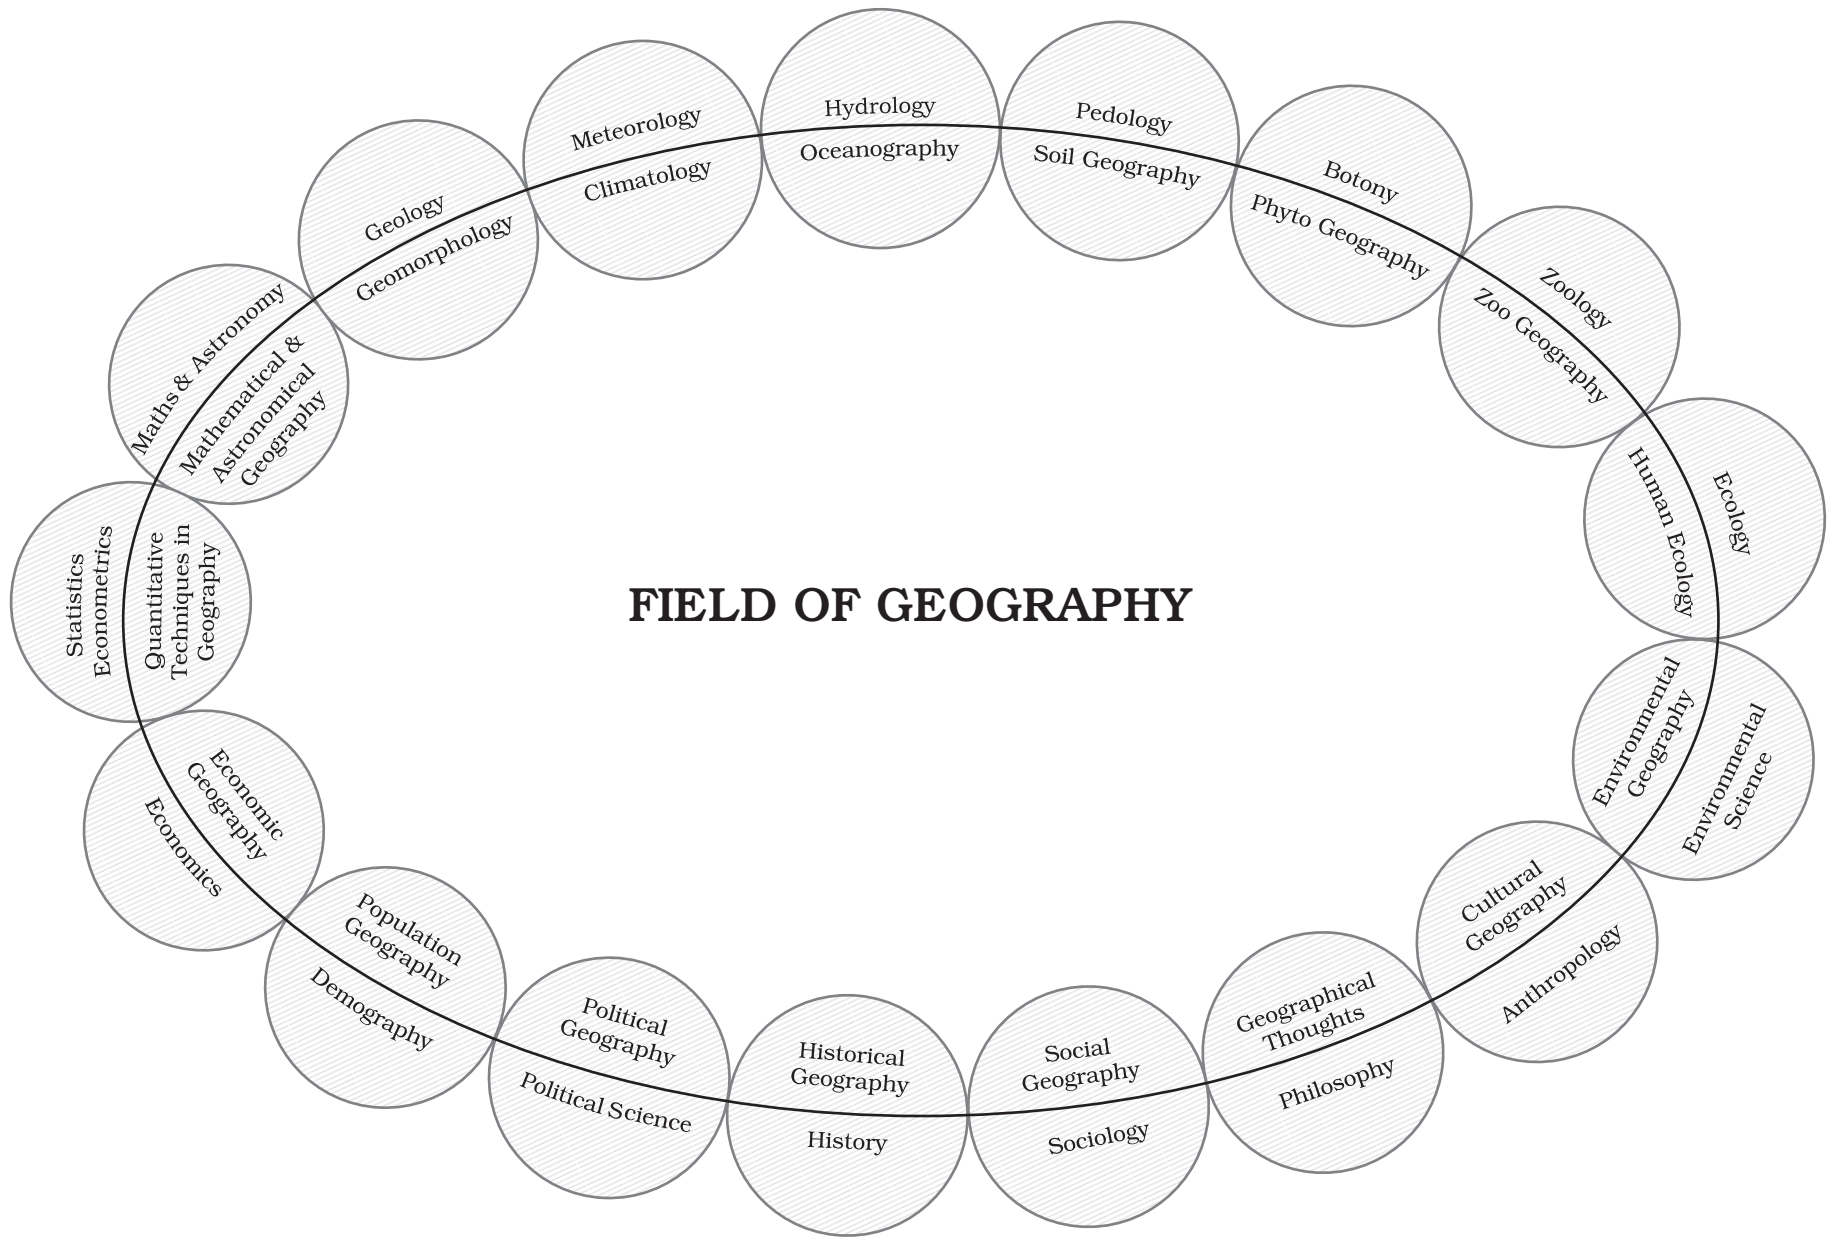 Hydrology
Oceanography
Pedology
Soil Geography
Botony
Phyto Geography
Zoology
Zoo Geography
Ecology
Human Ecology
Environmental
Geography
Environmental
Science
Cultural
Geography
Anthropology
Geographical
Thoughts
Philosophy
Social
Geography
Sociology
Historical
Geography
History
Political
Geography
Political Science
Population
Geography
Demography
Economic
Geography
Economics
Statistics
Econometrics
Quantitative
Techniques in
Geography
Maths & Astronomy
Mathematical &
Astronomical
Geography
Geology
Geomorphology
Meteorology
Climatology
FIELD OF GEOGRAPHY